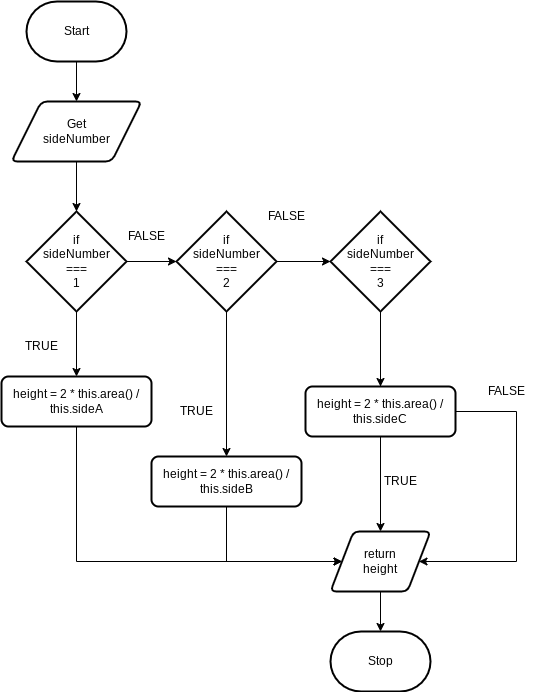 Start
Get
sideNumber
if
sideNumber
===
1
FALSE
if
sideNumber
===
2
FALSE
if
sideNumber
===
3
TRUE
height = 2 * this.area() /
this.sideA
TRUE
height = 2 * this.area() /
this.sideB
height = 2 * this.area() /
this.sideC
FALSE
TRUE
return
height
Stop